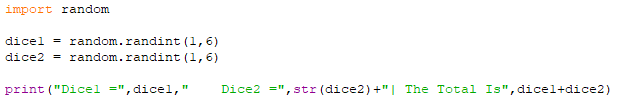 import random
dice1 = random.randint(1,6)
dice2 = random.randint(1,6)
print("Dice1 =",dice1,"    Dice2 =",str(dice2)+"| The Total Is",dice1+dice2)